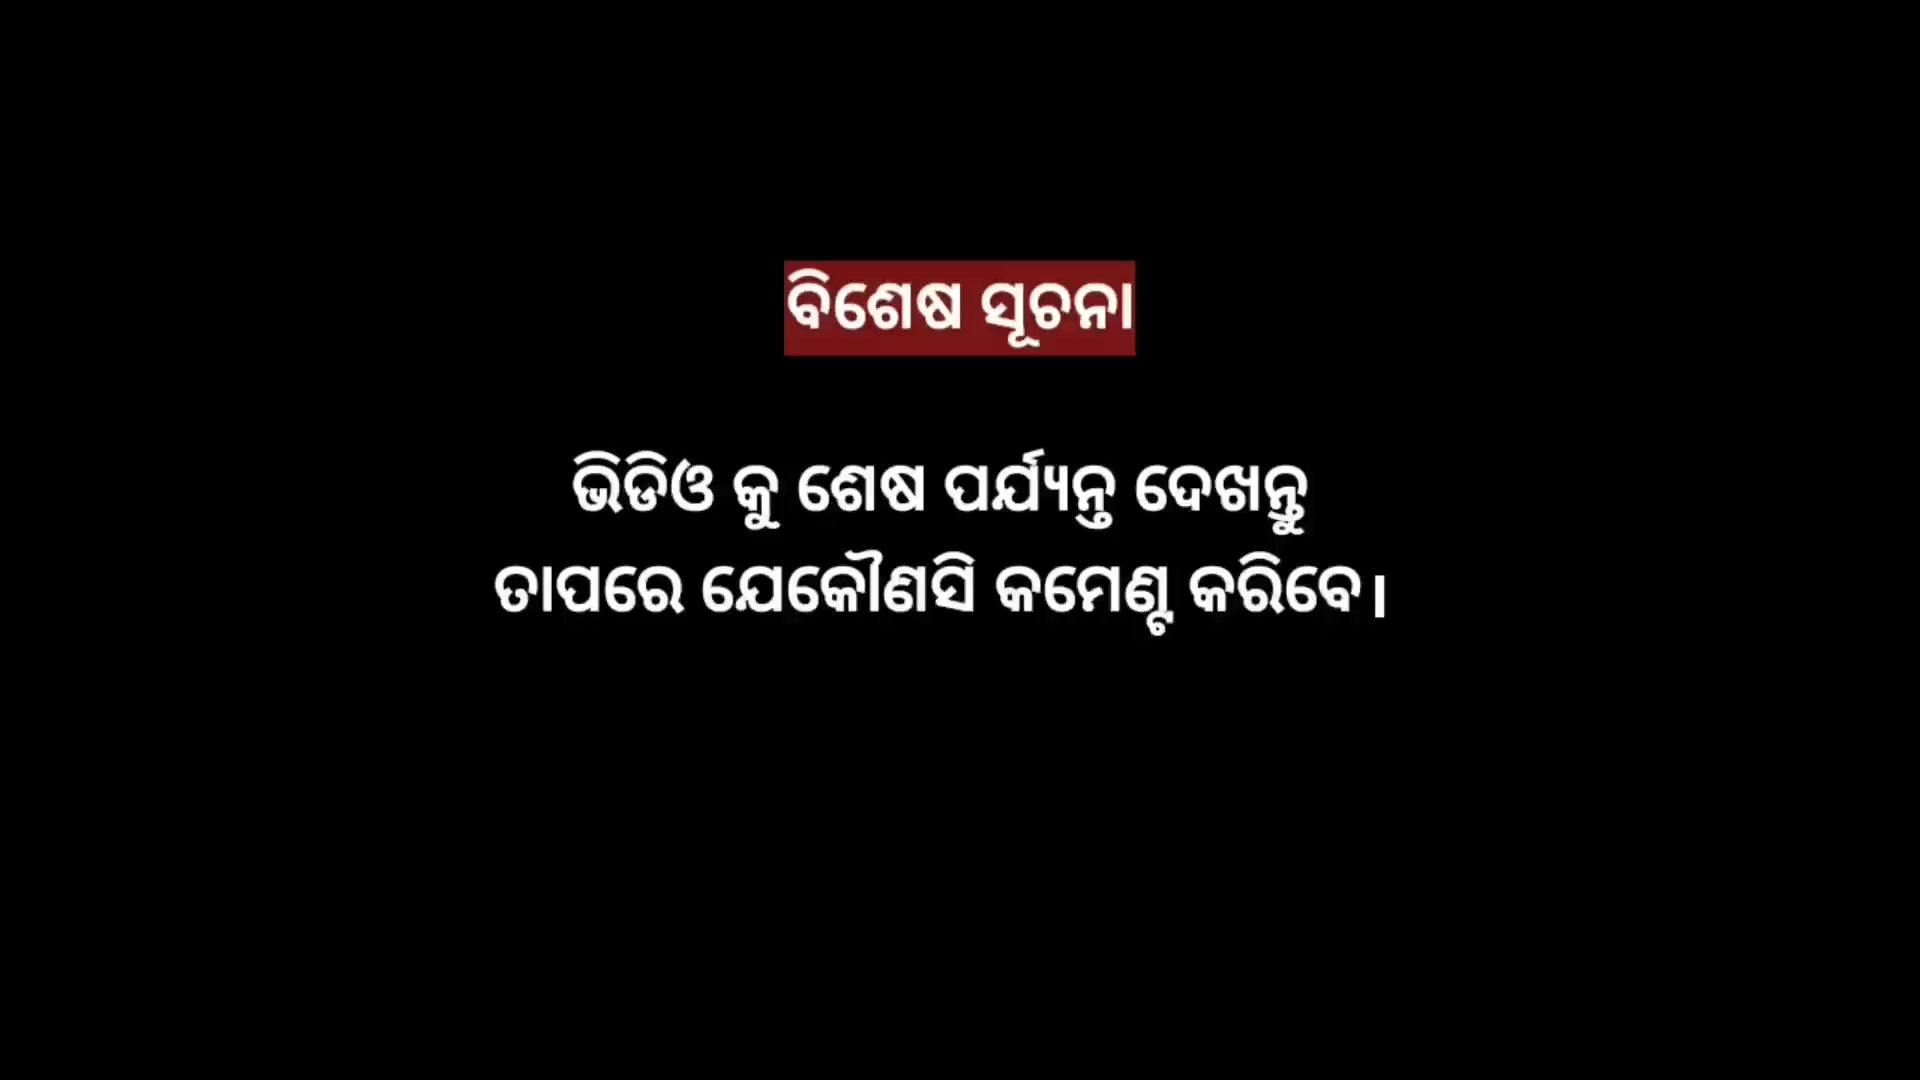 ବିଶେଷ ସୂଚନା
ଭିଡିଓ କୁ ଶେଷ ପର୍ଯ୍ୟନ୍ତ ଦେଖନ୍ତୁ
ତାପରେ ଯେକୌଣସି କମେଣ୍ଟ କରିବେ।